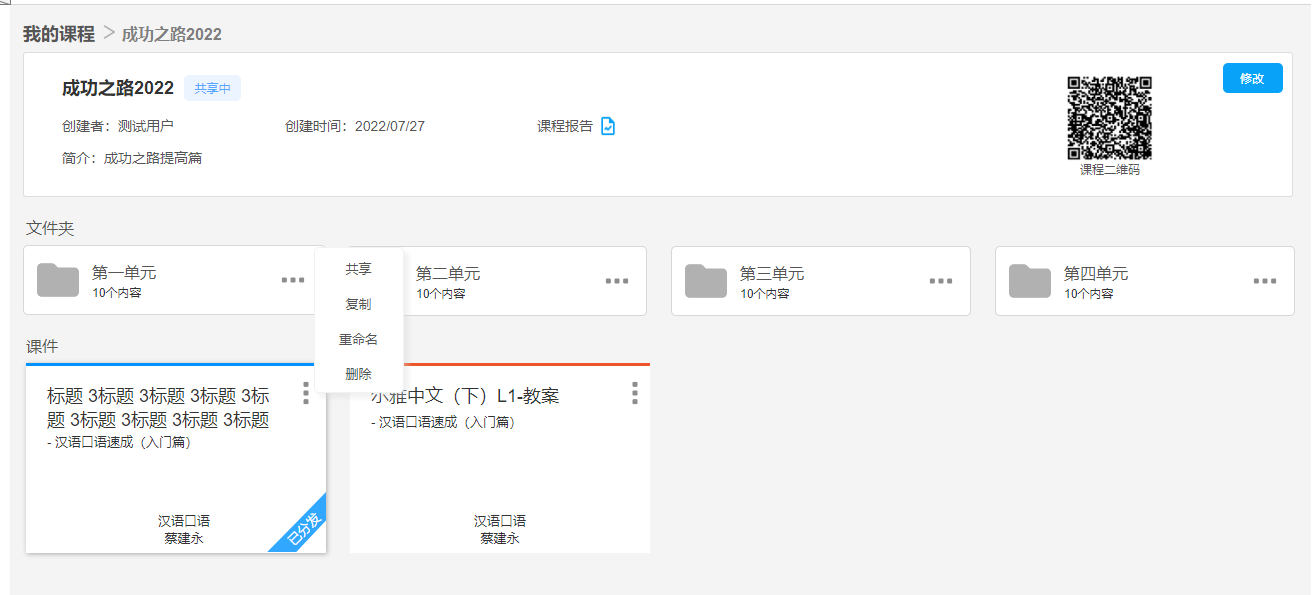 我的课程 > 成功之路2022
成功之路2022 共享中
修改
创建者：测试用户 创建时间：2022/07/27 课程报告
简介：成功之路提高篇
课程二维码
文件夹
第一单元
10个内容
共享
复制
重命名
删除
第二单元
10个内容
第三单元
10个内容
第四单元
10个内容
课件
标题 3标题 3标题 3标题 3标
题 3标题 3标题 3标题 3标题
- 汉语口语速成（入门篇）
汉语口语
蔡建永
已分发
尔雅中文（下）L1-教案
- 汉语口语速成（入门篇）
汉语口语
蔡建永